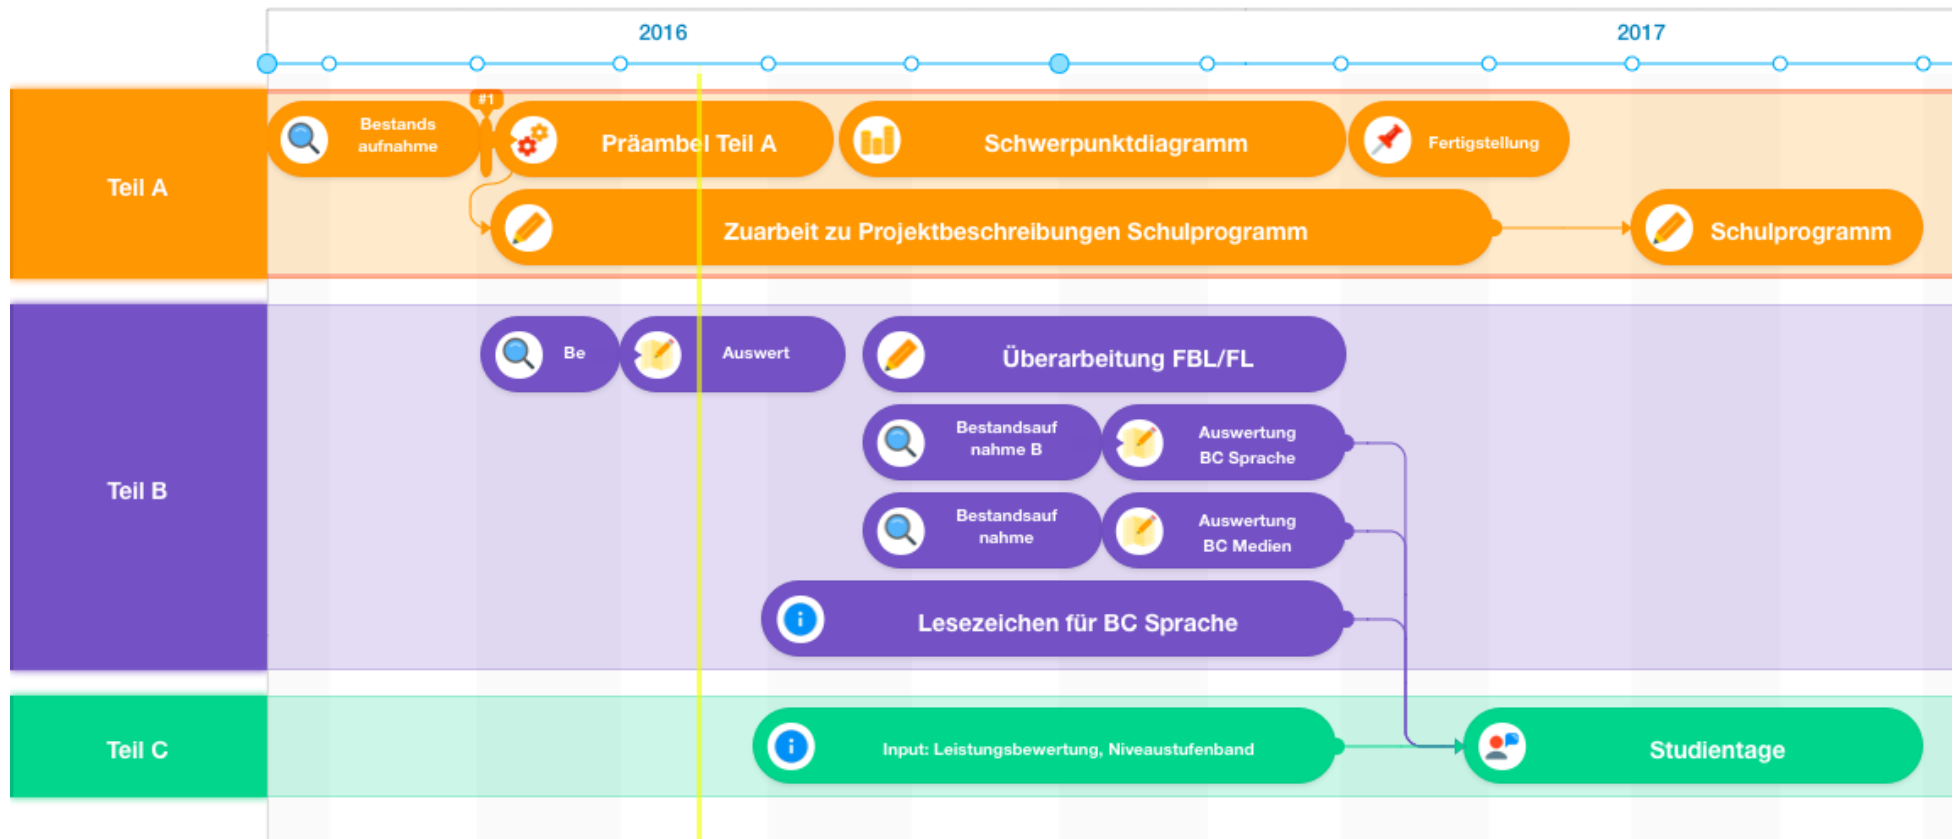 2016
2017
#1
Bestands
aufnahme
Präambel Teil A
Schwerpunktdiagramm
Fertigstellung
Teil A
Zuarbeit zu Projektbeschreibungen Schulprogramm
Schulprogramm
Be
Auswert
Überarbeitung FBL/FL
Bestandsauf
nahme B
Auswertung
BC Sprache
Teil B
Bestandsauf
nahme
Auswertung
BC Medien
Lesezeichen für BC Sprache
Teil C
Input: Leistungsbewertung, Niveaustufenband
Studientage